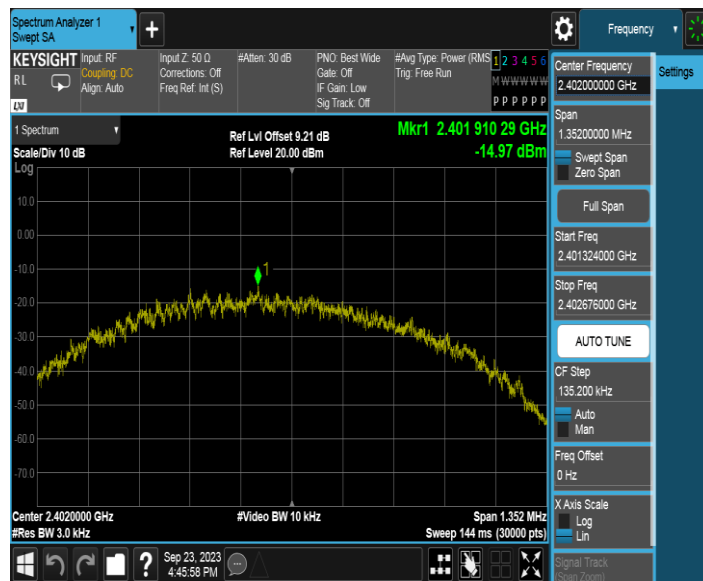 Spectrum Analyzer 1
Swept SA
Frequency
KEYSIGHT
RL
LXI
Input: RF
Coupling: DC
Align: Auto
Input Z: 50 Ω
Corrections: Off
Freq Ref: Int (S)
#Atten: 30 dB
PNO: Best Wide
Gate: Off
IF Gain: Low
Sig Track: Off
#Avg Type: Power (RMS
Trig: Free Run
1 2 3 4 5 6
M W W W W W
P P P P P P
1 Spectrum
Scale/Div 10 dB
Ref Lvl Offset 9.21 dB
Ref Level 20.00 dBm
Mkr1 2.401 910 29 GHz
-14.97 dBm
Log
10.0
0.00
-10.0
-20.0
-30.0
-40.0
-50.0
-60.0
-70.0
1
Center 2.4020000 GHz
#Res BW 3.0 kHz
#Video BW 10 kHz
Span 1.352 MHz
Sweep 144 ms (30000 pts)
Sep 23, 2023
4:45:58 PM
Center Frequency
2.402000000 GHz
Span
1.35200000 MHz
Swept Span
Zero Span
Full Span
Start Freq
2.401324000 GHz
Stop Freq
2.402676000 GHz
AUTO TUNE
CF Step
135.200 kHz
Auto
Man
Freq Offset
0 Hz
X Axis Scale
Log
Lin
Signal Track
(Span Zoom)
Settings